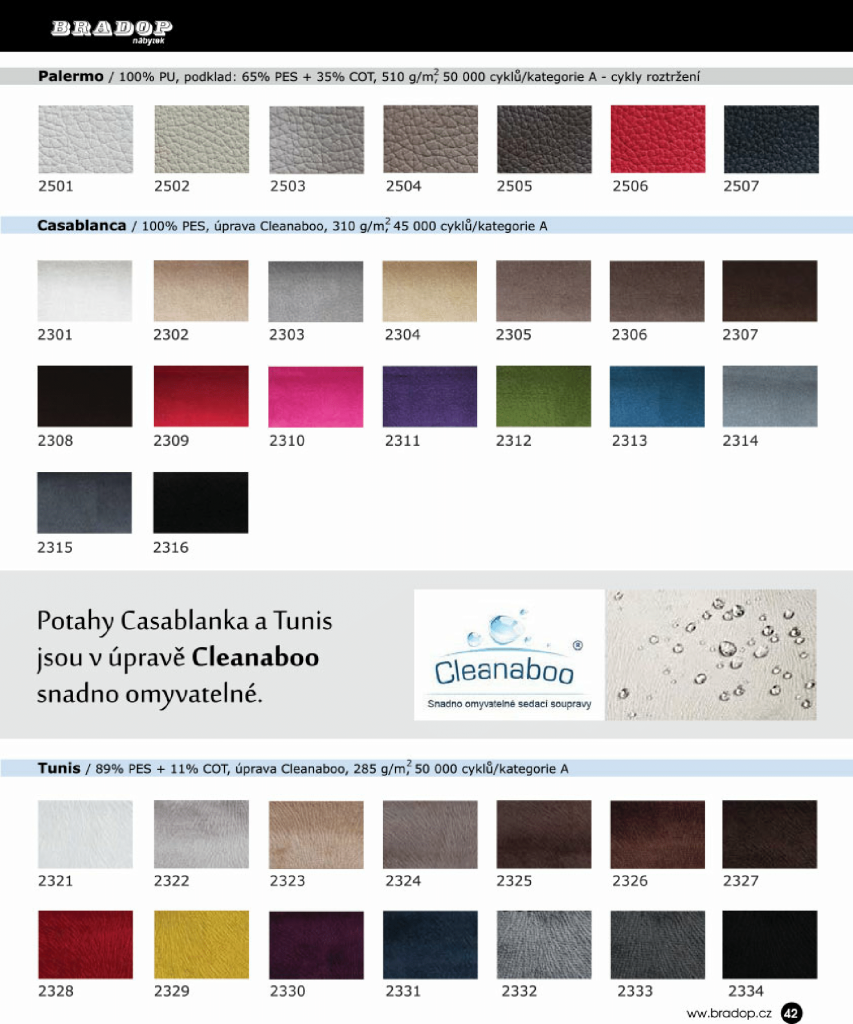 BRADOP
nábytek
Palermo / 100% PU, podklad: 65% PES + 35% COT, 510 g/m², 50 000 cyklů/kategorie A - cykly roztržení
2501 2502 2503 2504 2505 2506 2507
Casablanca / 100% PES, úprava Cleanaboo, 310 g/m², 45 000 cyklů/kategorie A
2301 2302 2303 2304 2305 2306 2307
2308 2309 2310 2311 2312 2313 2314
2315 2316
Potahy Casablanka a Tunis
jsou v úpravě Cleanaboo
snadno omyvatelné.
Cleanaboo ®
Snadno omyvatelné sedací soupravy
Tunis / 89% PES + 11% COT, úprava Cleanaboo, 285 g/m², 50 000 cyklů/kategorie A
2321 2322 2323 2324 2325 2326 2327
2328 2329 2330 2331 2332 2333 2334
ww.bradop.cz 42